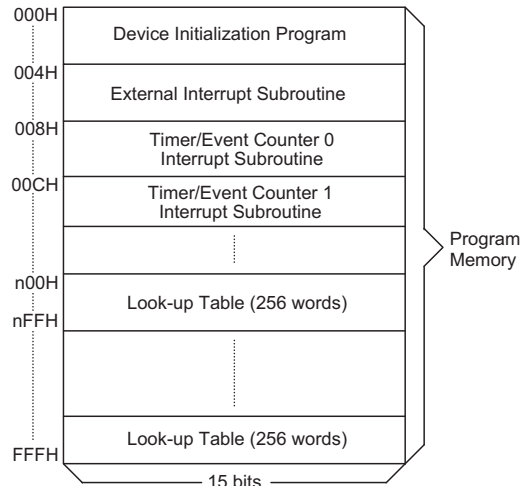 000H
Device Initialization Program
004H
External Interrupt Subroutine
008H
Timer/Event Counter 0
Interrupt Subroutine
00CH
Timer/Event Counter 1
Interrupt Subroutine
Program
Memory
n00H
Look-up Table (256 words)
nFFH
Look-up Table (256 words)
FFFH
15 bits